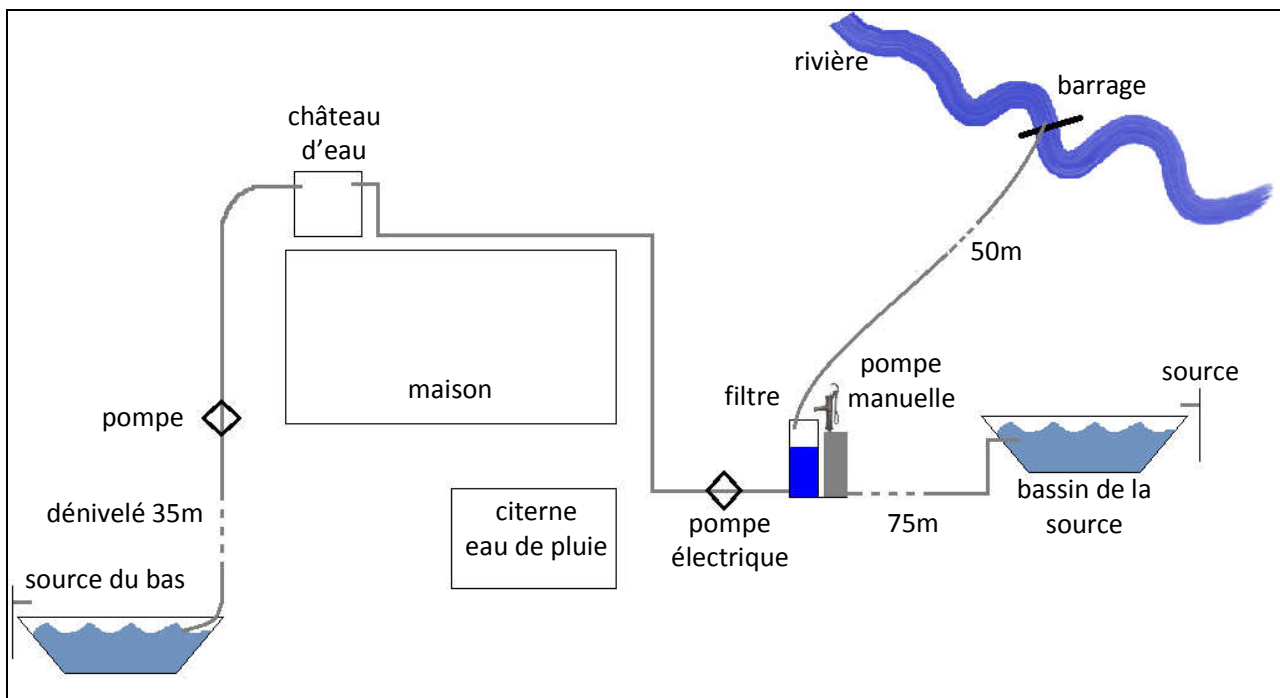 rivière
barrage
château
d'eau
50m
pompe
manuelle
source
filtre
maison
pompe
bassin de la
source
citerne
eau de pluie
dénivelé 35m
75m
pompe
électrique
source du bas